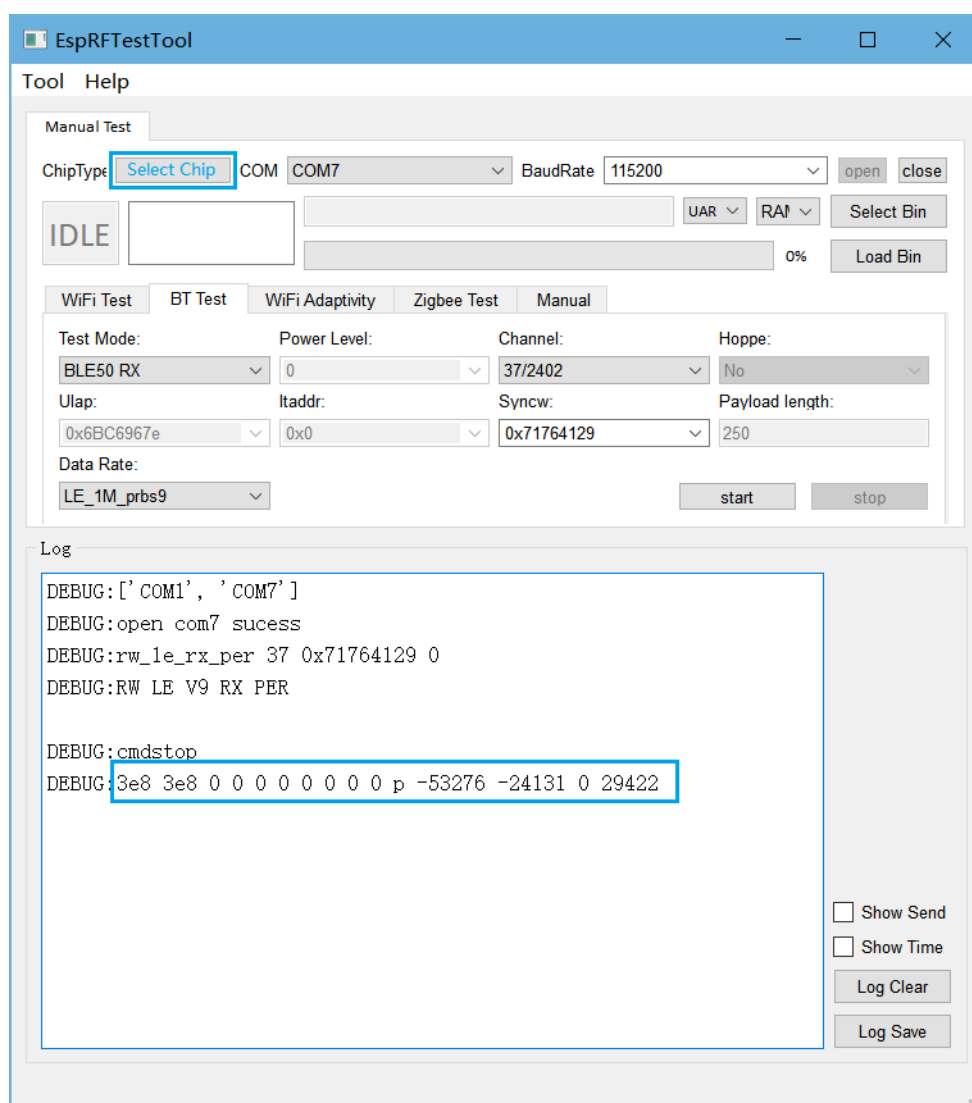 EspRFTestTool
Tool Help
Manual Test
ChipType Select Chip COM COM7 BaudRate 115200 open close
UAR RAM Select Bin
IDLE
0% Load Bin
WiFi Test BT Test WiFi Adaptivity Zigbee Test Manual
Test Mode: Power Level: Channel: Hoppe:
BLE50 RX 0 37/2402 No
Ulap: Itaddr: Syncw: Payload length:
0x6BC6967e 0x0 0x71764129 250
Data Rate:
LE_1M_prbs9 start stop
Log
DEBUG:['COM1', 'COM7']
DEBUG:open com7 sucess
DEBUG:rw_le_rx_per 37 0x71764129 0
DEBUG:RW LE V9 RX PER
DEBUG:cmdstop
DEBUG:3e8 3e8 0 0 0 0 0 0 0 0 p -53276 -24131 0 29422
Show Send
Show Time
Log Clear
Log Save